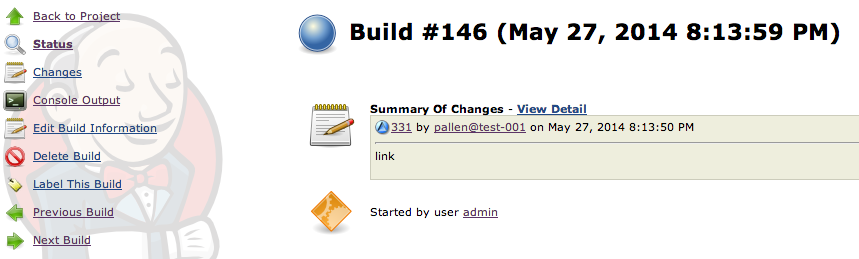 Back to Project
Status
Changes
Console Output
Edit Build Information
Delete Build
Label This Build
Previous Build
Next Build
Build #146 (May 27, 2014 8:13:59 PM)
Summary Of Changes - View Detail
331 by pallen@test-001 on May 27, 2014 8:13:50 PM
link
Started by user admin